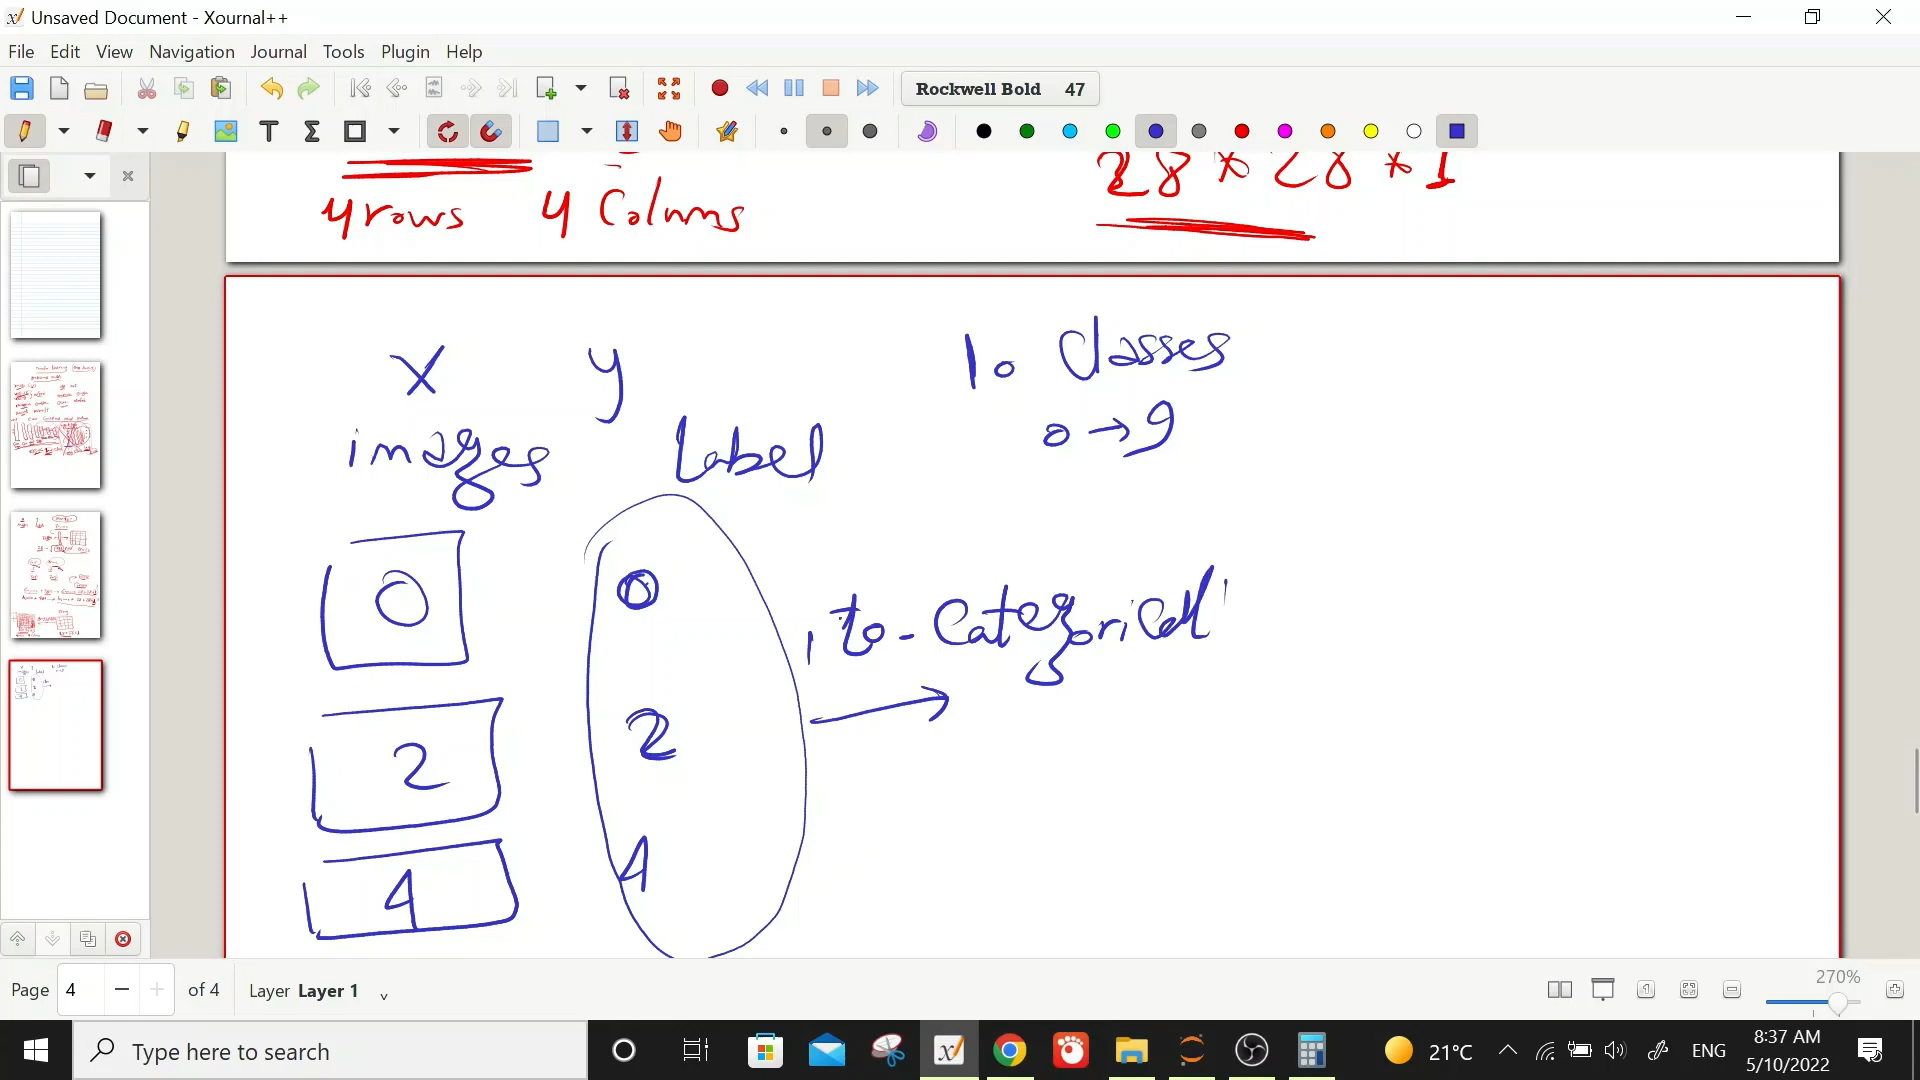 Unsaved Document - Xournal++
File Edit View Navigation Journal Tools Plugin Help
Rockwell Bold 47
4 rows 4 Colums
28 * 28 * 1
x y 10 Classes
0 → 9
images Label
0 0
'to-Categorical'
2 2
4 4
Page 4 of 4 Layer Layer 1
270%
Type here to search
21°C
ENG
8:37 AM
5/10/2022